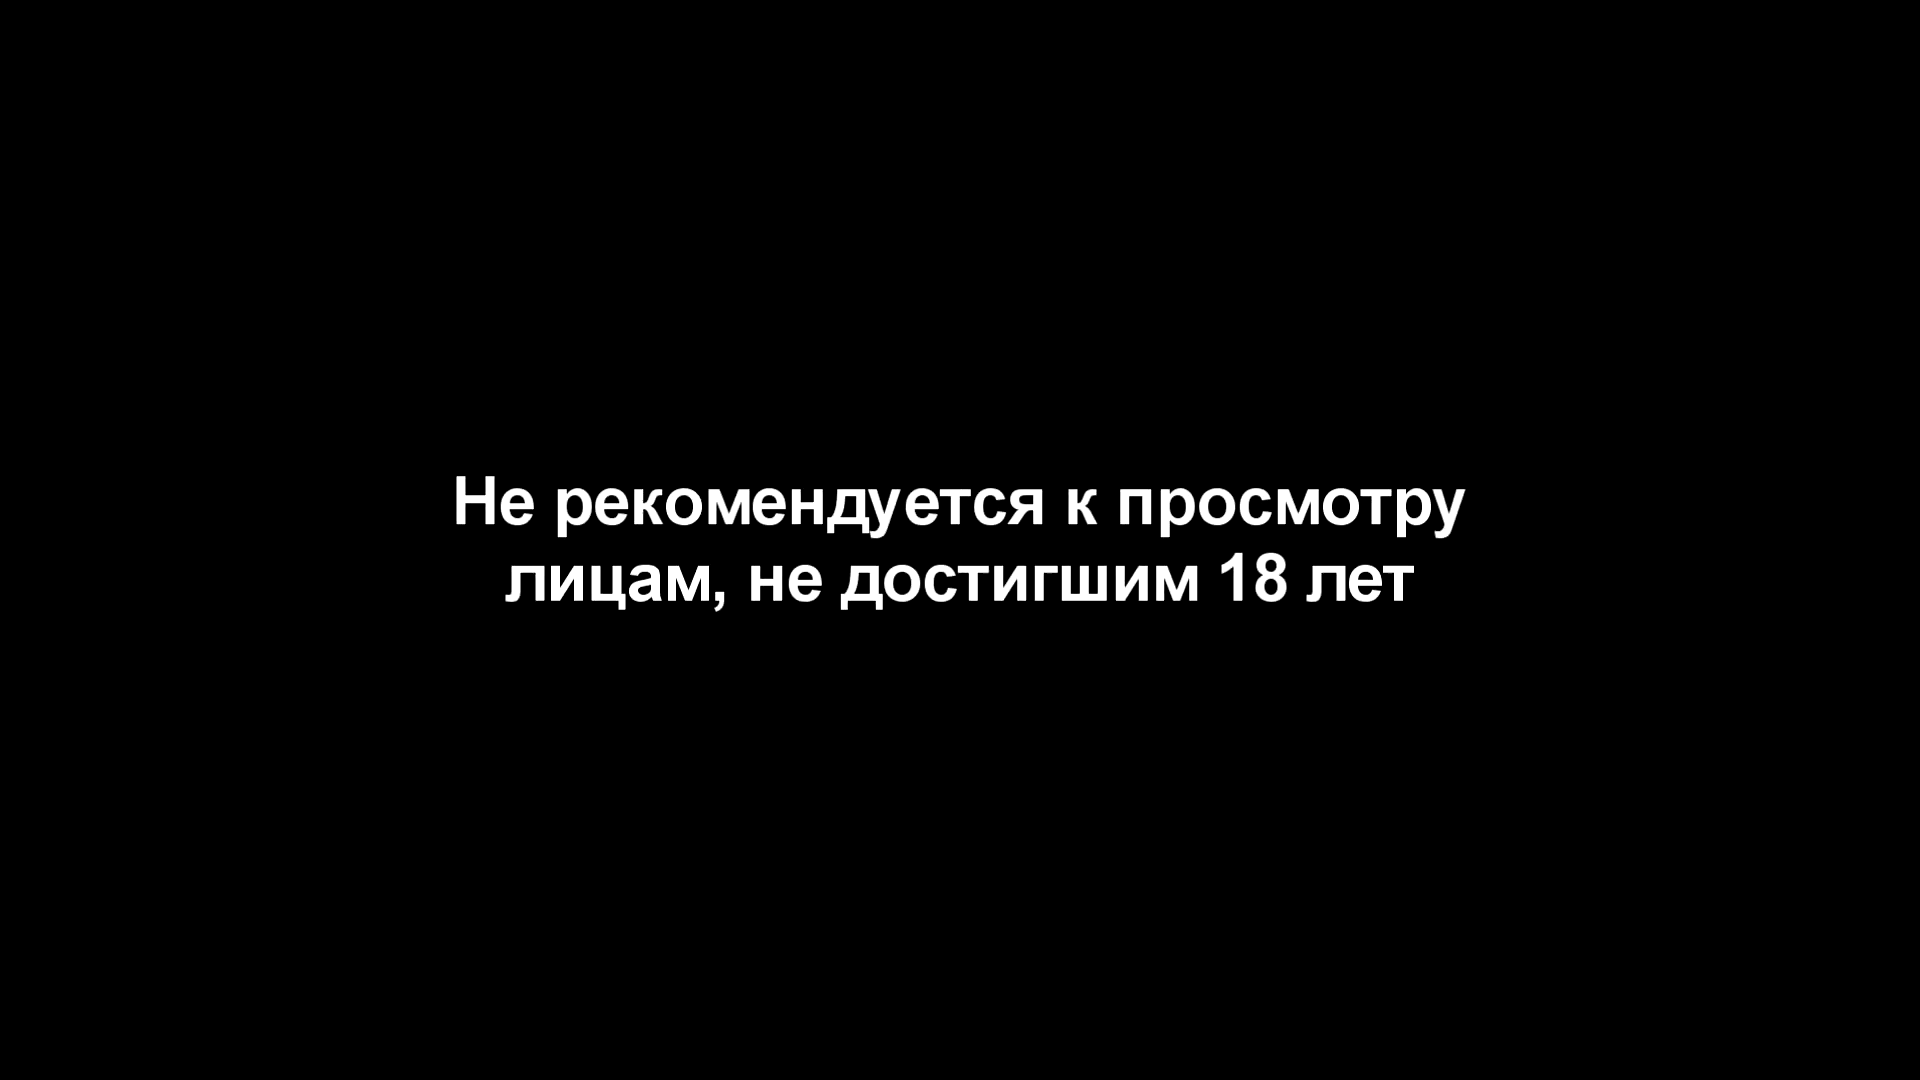 Не рекомендуется к просмотру
лицам, не достигшим 18 лет